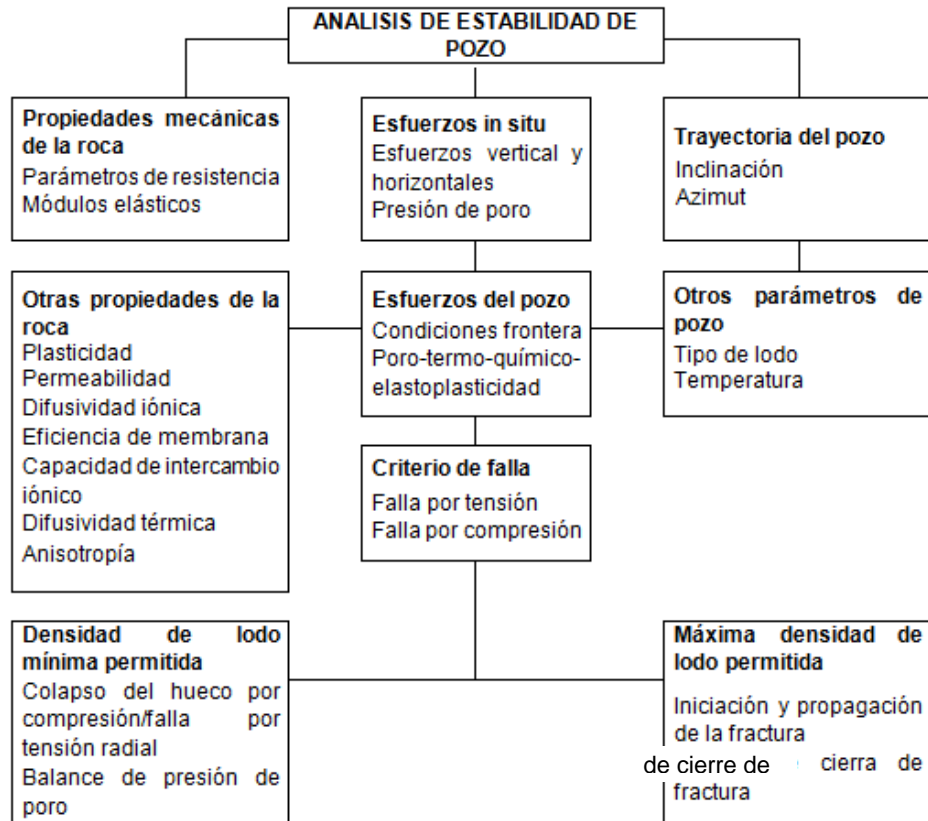 ANALISIS DE ESTABILIDAD DE
POZO
Propiedades mecánicas
de la roca
Parámetros de resistencia
Módulos elásticos
Esfuerzos in situ
Esfuerzos vertical y
horizontales
Presión de poro
Trayectoria del pozo
Inclinación
Azimut
Otras propiedades de la
roca
Plasticidad
Permeabilidad
Difusividad iónica
Eficiencia de membrana
Capacidad de intercambio
iónico
Difusividad térmica
Anisotropía
Esfuerzos del pozo
Condiciones frontera
Poro-termo-químico-
elastoplasticidad
Otros parámetros de
pozo
Tipo de lodo
Temperatura
Criterio de falla
Falla por tensión
Falla por compresión
Densidad de lodo
mínima permitida
Colapso del hueco por
compresión/falla por
tensión radial
Balance de presión de
poro
Máxima densidad de
lodo permitida
Iniciación y propagación
de la fractura
de cierre de cierra de
fractura